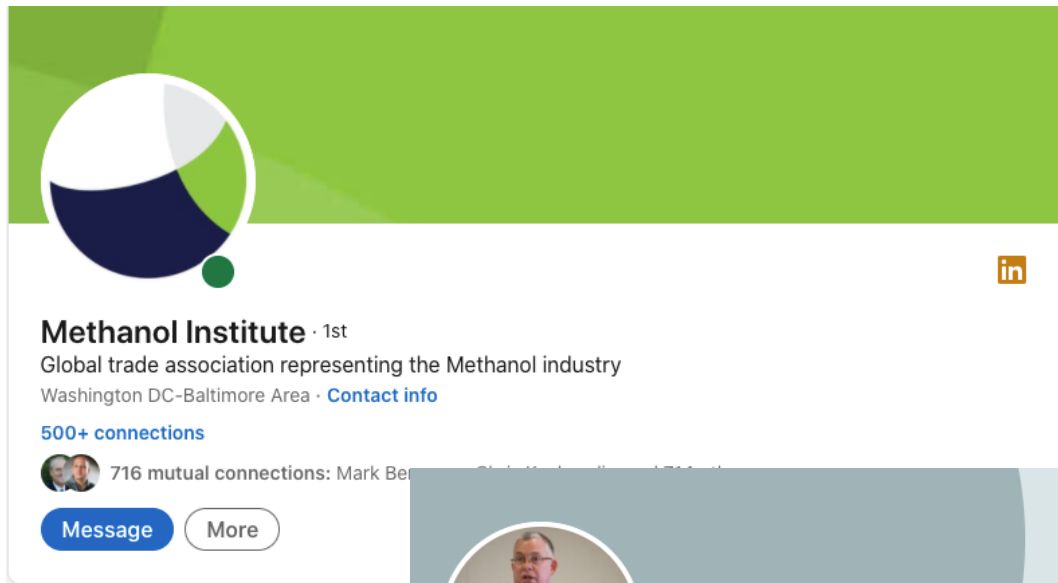 in
Methanol Institute · 1st
Global trade association representing the Methanol industry
Washington DC-Baltimore Area · Contact info
500+ connections
716 mutual connections: Mark
Message
More